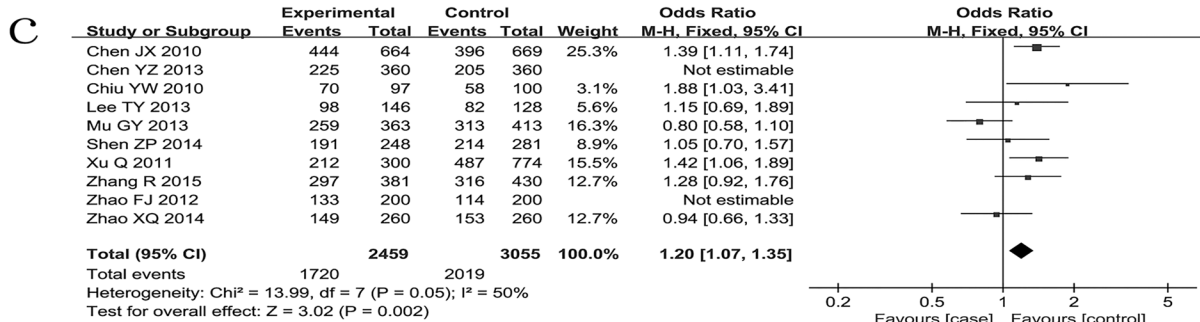 C
Experimental Control Odds Ratio Odds Ratio
Study or Subgroup Events Total Events Total Weight M-H, Fixed, 95% CI M-H, Fixed, 95% CI
Chen JX 2010 444 664 396 669 25.3% 1.39 [1.11, 1.74]
Chen YZ 2013 225 360 205 360 Not estimable
Chiu YW 2010 70 97 58 100 3.1% 1.88 [1.03, 3.41]
Lee TY 2013 98 146 82 128 5.6% 1.15 [0.69, 1.89]
Mu GY 2013 259 363 313 413 16.3% 0.80 [0.58, 1.10]
Shen ZP 2014 191 248 214 281 8.9% 1.05 [0.70, 1.57]
Xu Q 2011 212 300 487 774 15.5% 1.42 [1.06, 1.89]
Zhang R 2015 297 381 316 430 12.7% 1.28 [0.92, 1.76]
Zhao FJ 2012 133 200 114 200 Not estimable
Zhao XQ 2014 149 260 153 260 12.7% 0.94 [0.66, 1.33]
Total (95% CI) 2459 3055 100.0% 1.20 [1.07, 1.35]
Total events 1720 2019
Heterogeneity: Chi² = 13.99, df = 7 (P = 0.05); I² = 50%
Test for overall effect: Z = 3.02 (P = 0.002)
0.2 0.5 1 2 5
Favours [case] Favours [control]